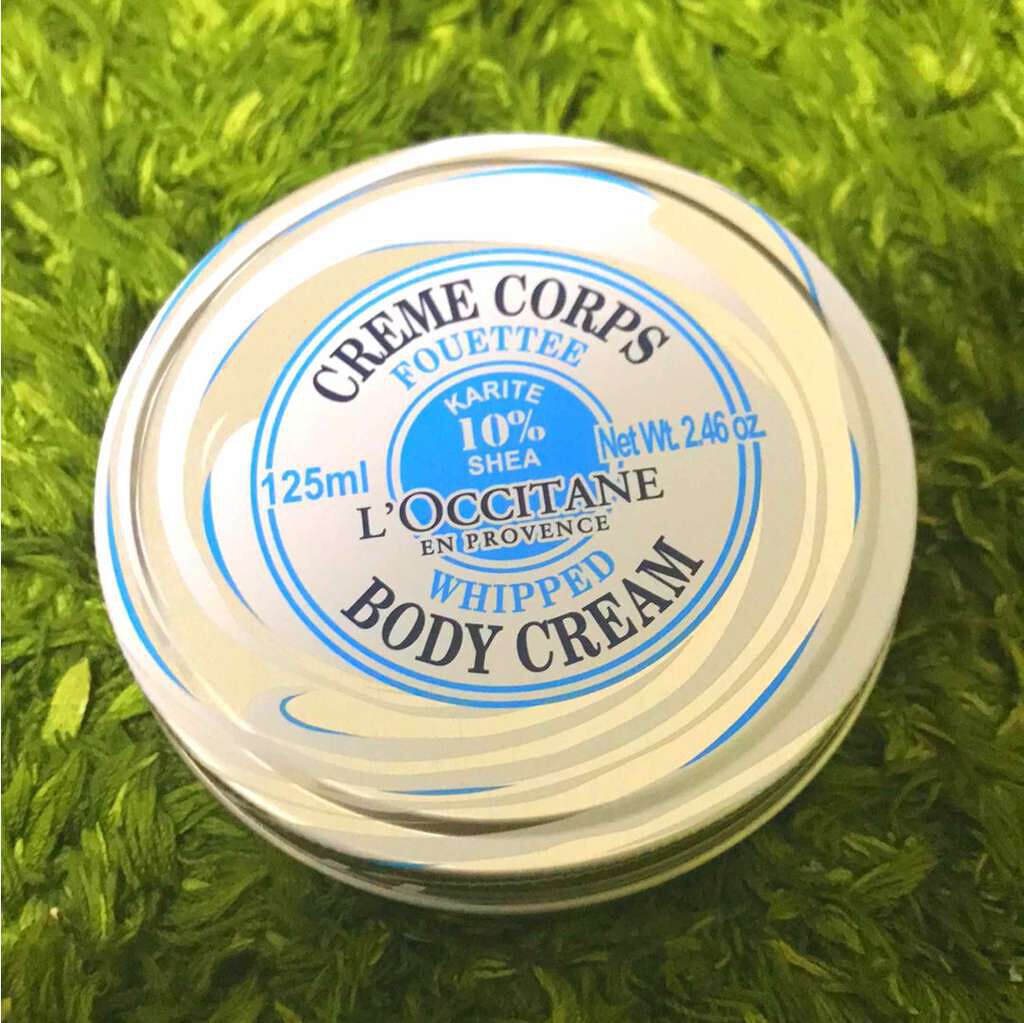 CREME CORPS
FOUETTEE
KARITE
10%
SHEA
125ml
Net Wt. 2.46 oz.
L'OCCITANE
EN PROVENCE
WHIPPED
BODY CREAM